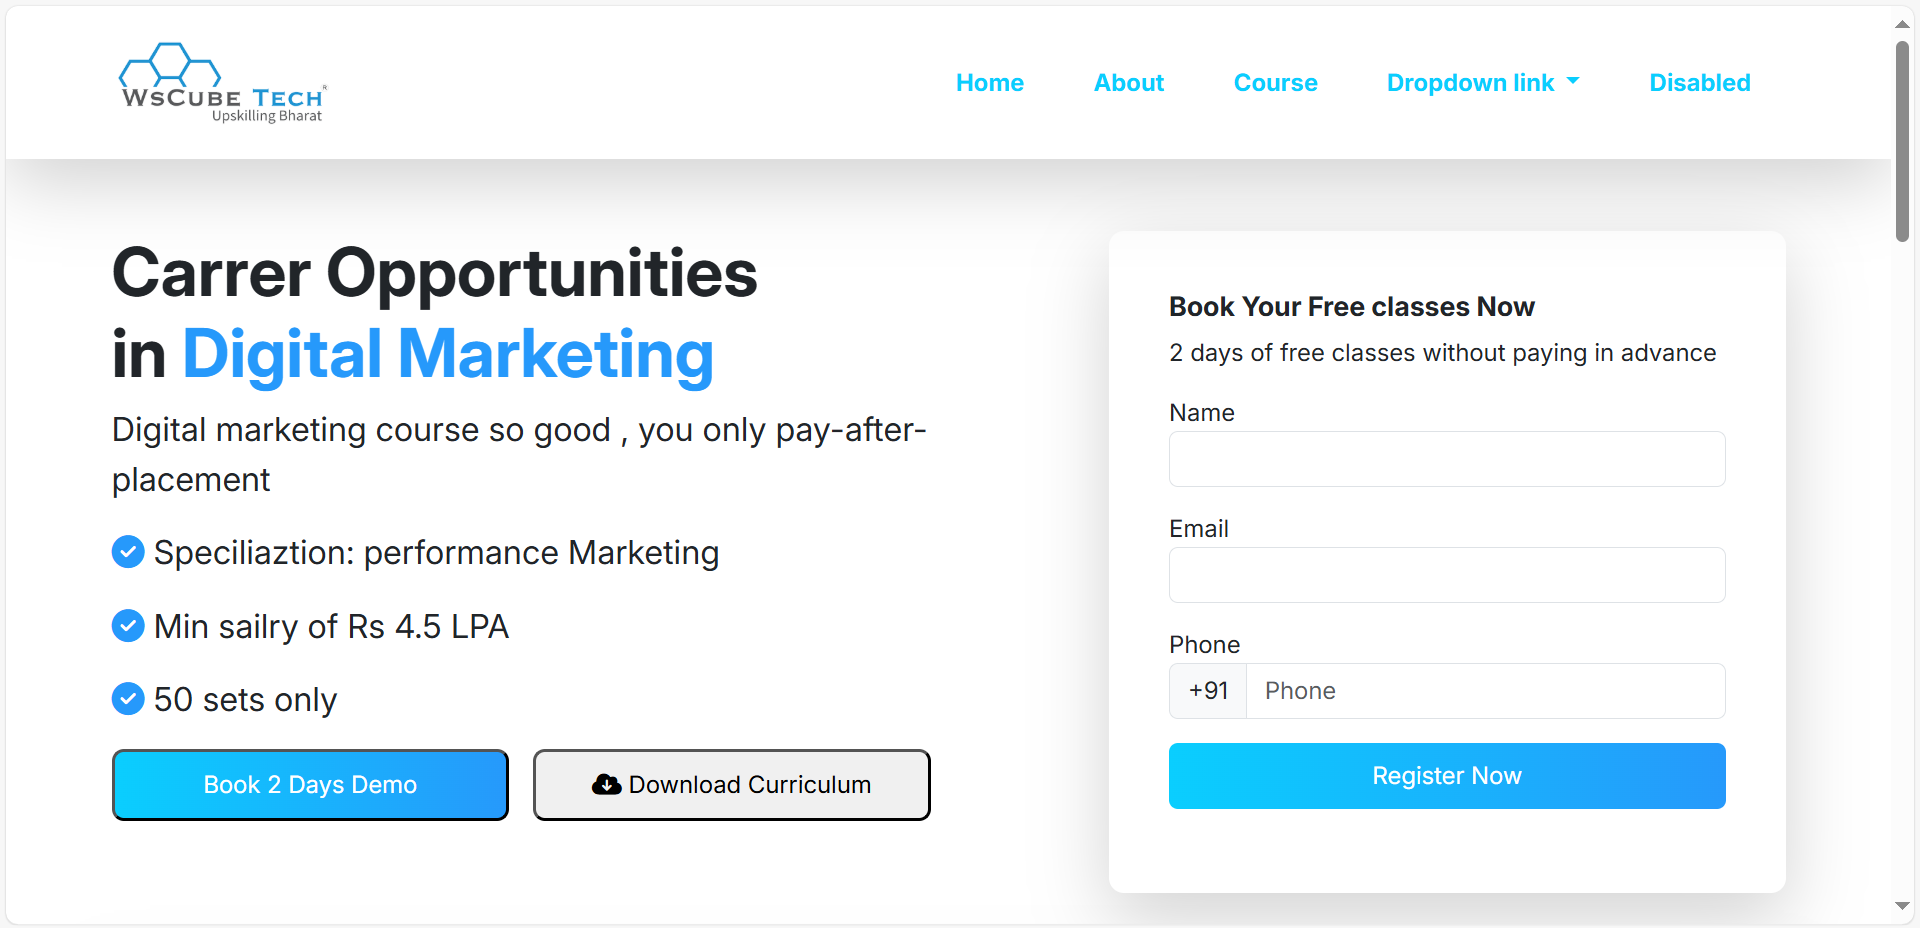 WsCube Tech®
Upskilling Bharat
Home About Course Dropdown link Disabled
Carrer Opportunities
in Digital Marketing
Digital marketing course so good , you only pay-after-
placement
Speciliaztion: performance Marketing
Min sailry of Rs 4.5 LPA
50 sets only
Book 2 Days Demo
Download Curriculum
Book Your Free classes Now
2 days of free classes without paying in advance
Name
Email
Phone
+91 Phone
Register Now